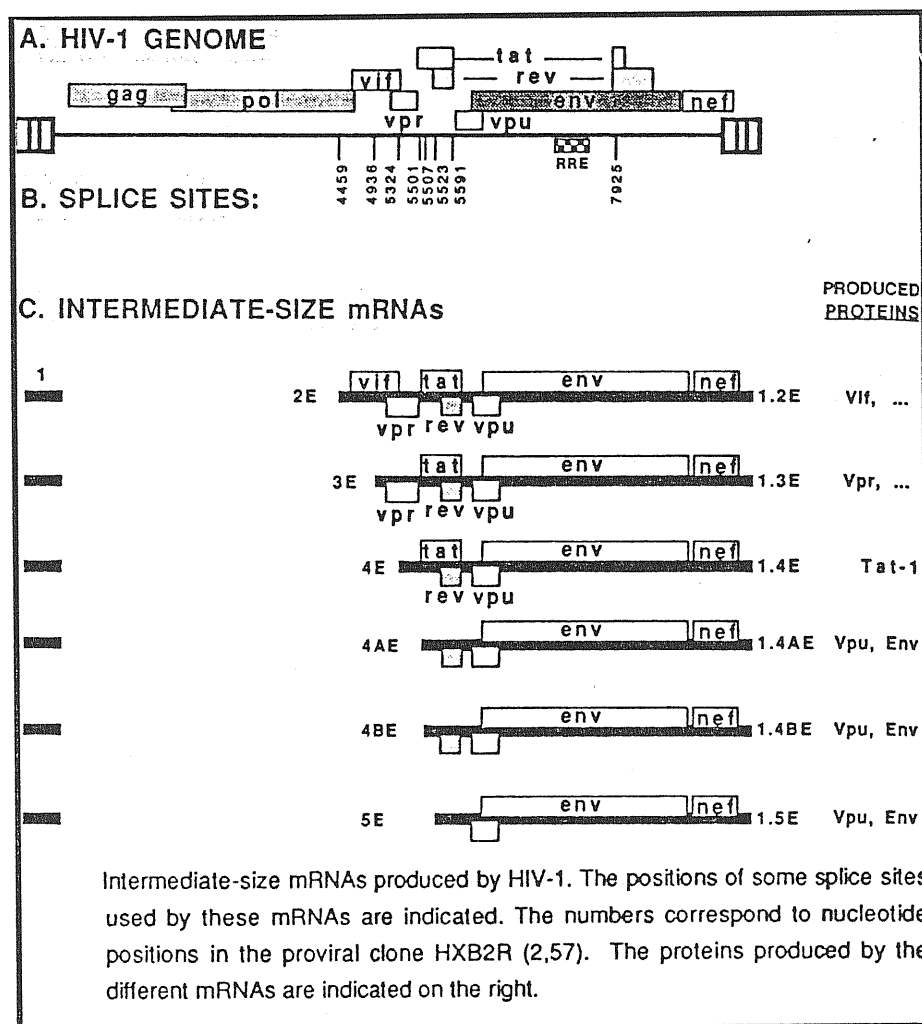 A. HIV-1 GENOME
tat
rev
vif
gag
pol
env
nef
vpr
vpu
RRE
4459
4936
5324
5501
5507
5523
5591
7925
B. SPLICE SITES:
C. INTERMEDIATE-SIZE mRNAs
PRODUCED
PROTEINS
1
2E
vif
tat
env
nef
1.2E
Vif, ...
vpr rev vpu
3E
tat
env
nef
1.3E
Vpr, ...
vpr rev vpu
4E
tat
env
nef
1.4E
Tat-1
rev vpu
4AE
env
nef
1.4AE
Vpu, Env
4BE
env
nef
1.4BE
Vpu, Env
5E
env
nef
1.5E
Vpu, Env
Intermediate-size mRNAs produced by HIV-1. The positions of some splice sites
used by these mRNAs are indicated. The numbers correspond to nucleotide
positions in the proviral clone HXB2R (2,57). The proteins produced by the
different mRNAs are indicated on the right.